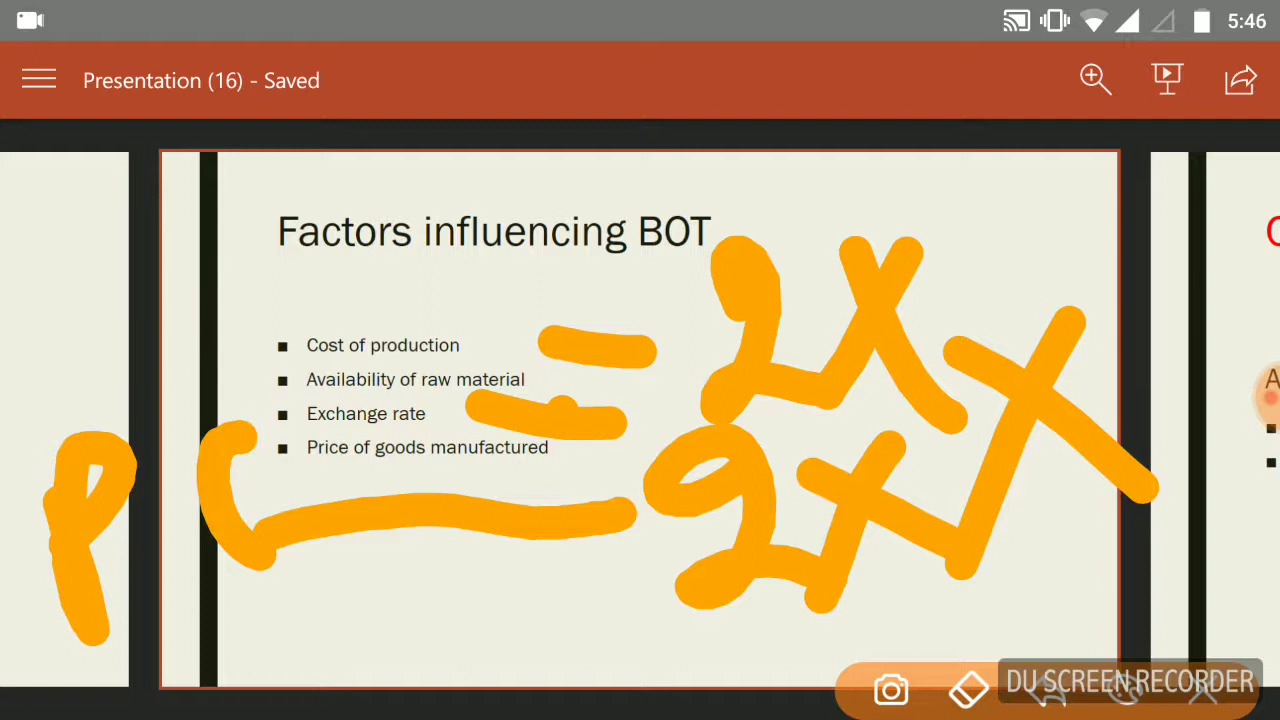 5:46
Presentation (16) - Saved
Factors influencing BOT
■ Cost of production
■ Availability of raw material
■ Exchange rate
■ Price of goods manufactured
DU SCREEN RECORDER